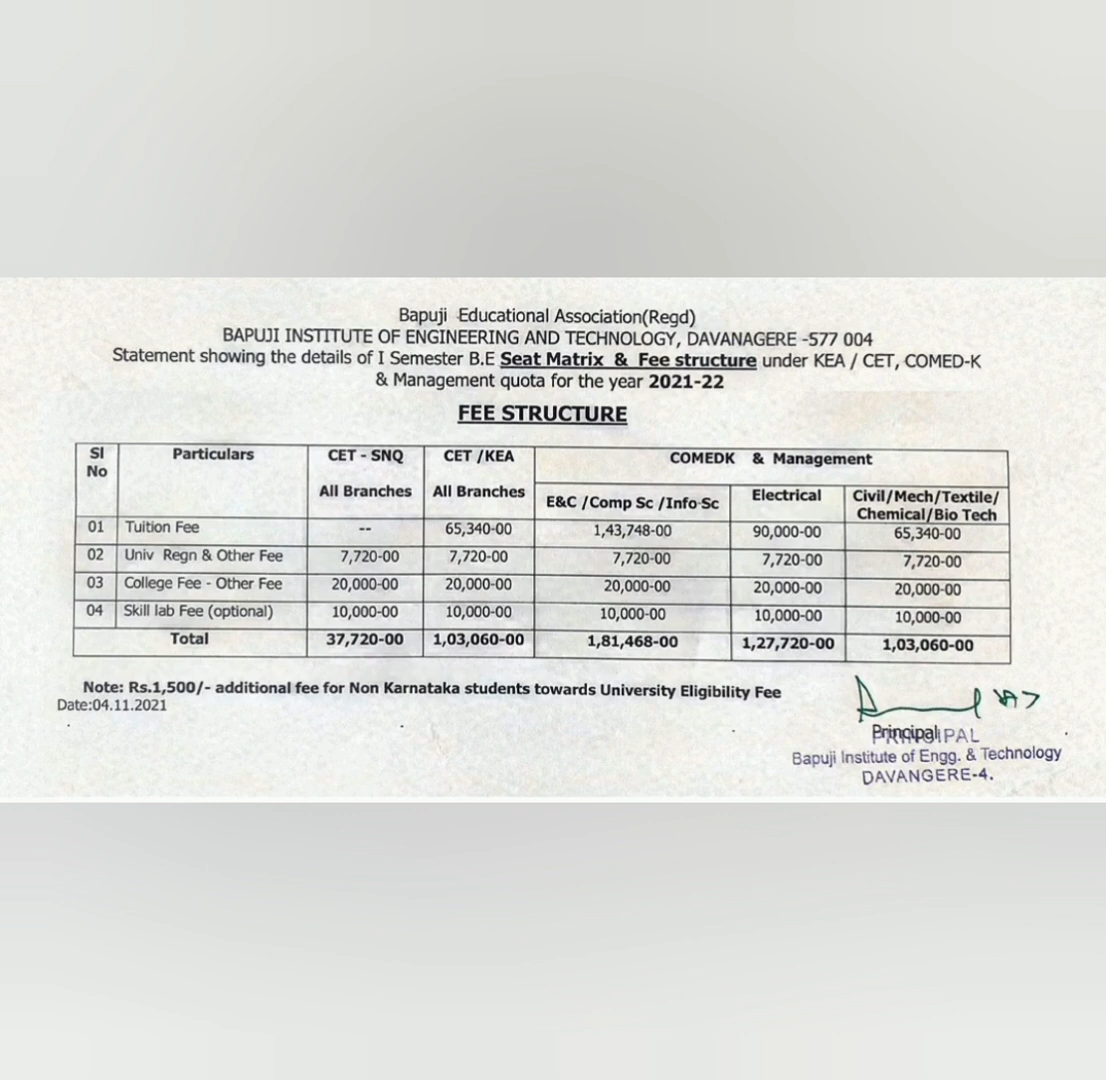 Bapuji Educational Association(Regd)
BAPUJI INSTITUTE OF ENGINEERING AND TECHNOLOGY, DAVANAGERE -577 004
Statement showing the details of I Semester B.E Seat Matrix & Fee structure under KEA / CET, COMED-K
& Management quota for the year 2021-22
FEE STRUCTURE
Sl No Particulars CET - SNQ All Branches CET /KEA All Branches COMEDK & Management
E&C /Comp Sc /Info Sc Electrical Civil/Mech/Textile/ Chemical/Bio Tech
01 Tuition Fee -- 65,340-00 1,43,748-00 90,000-00 65,340-00
02 Univ Regn & Other Fee 7,720-00 7,720-00 7,720-00 7,720-00 7,720-00
03 College Fee - Other Fee 20,000-00 20,000-00 20,000-00 20,000-00 20,000-00
04 Skill lab Fee (optional) 10,000-00 10,000-00 10,000-00 10,000-00 10,000-00
Total 37,720-00 1,03,060-00 1,81,468-00 1,27,720-00 1,03,060-00
Note: Rs.1,500/- additional fee for Non Karnataka students towards University Eligibility Fee
Date:04.11.2021
Principal PRINCIPAL
Bapuji Institute of Engg. & Technology
DAVANGERE-4.